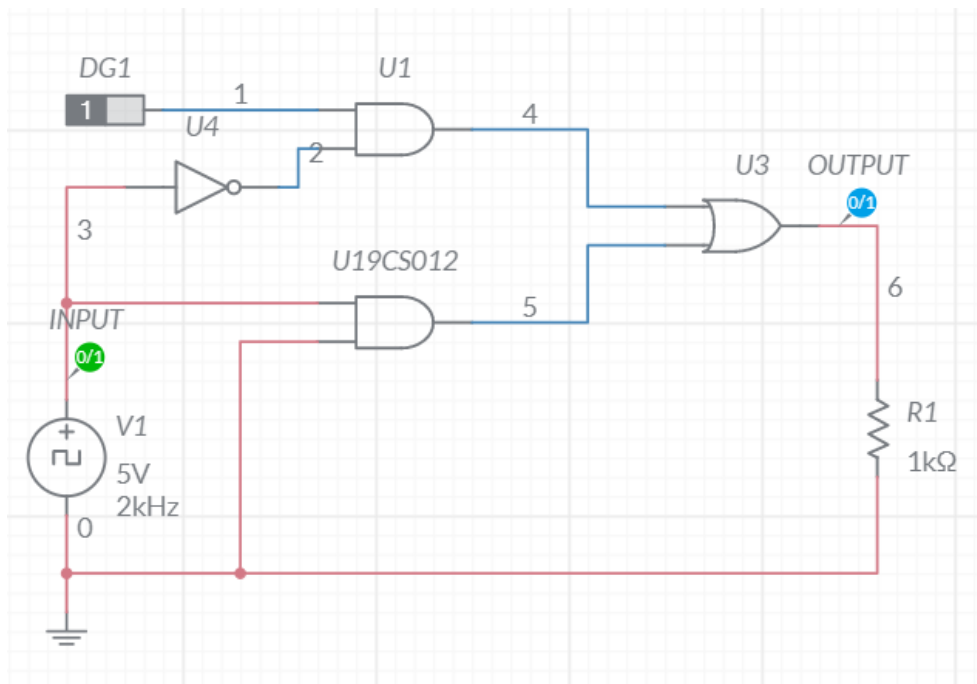 DG1
U1
1
1
4
U4
2
U3
OUTPUT
0/1
3
U19CS012
6
INPUT
5
0/1
V1
R1
5V
1kΩ
2kHz
0